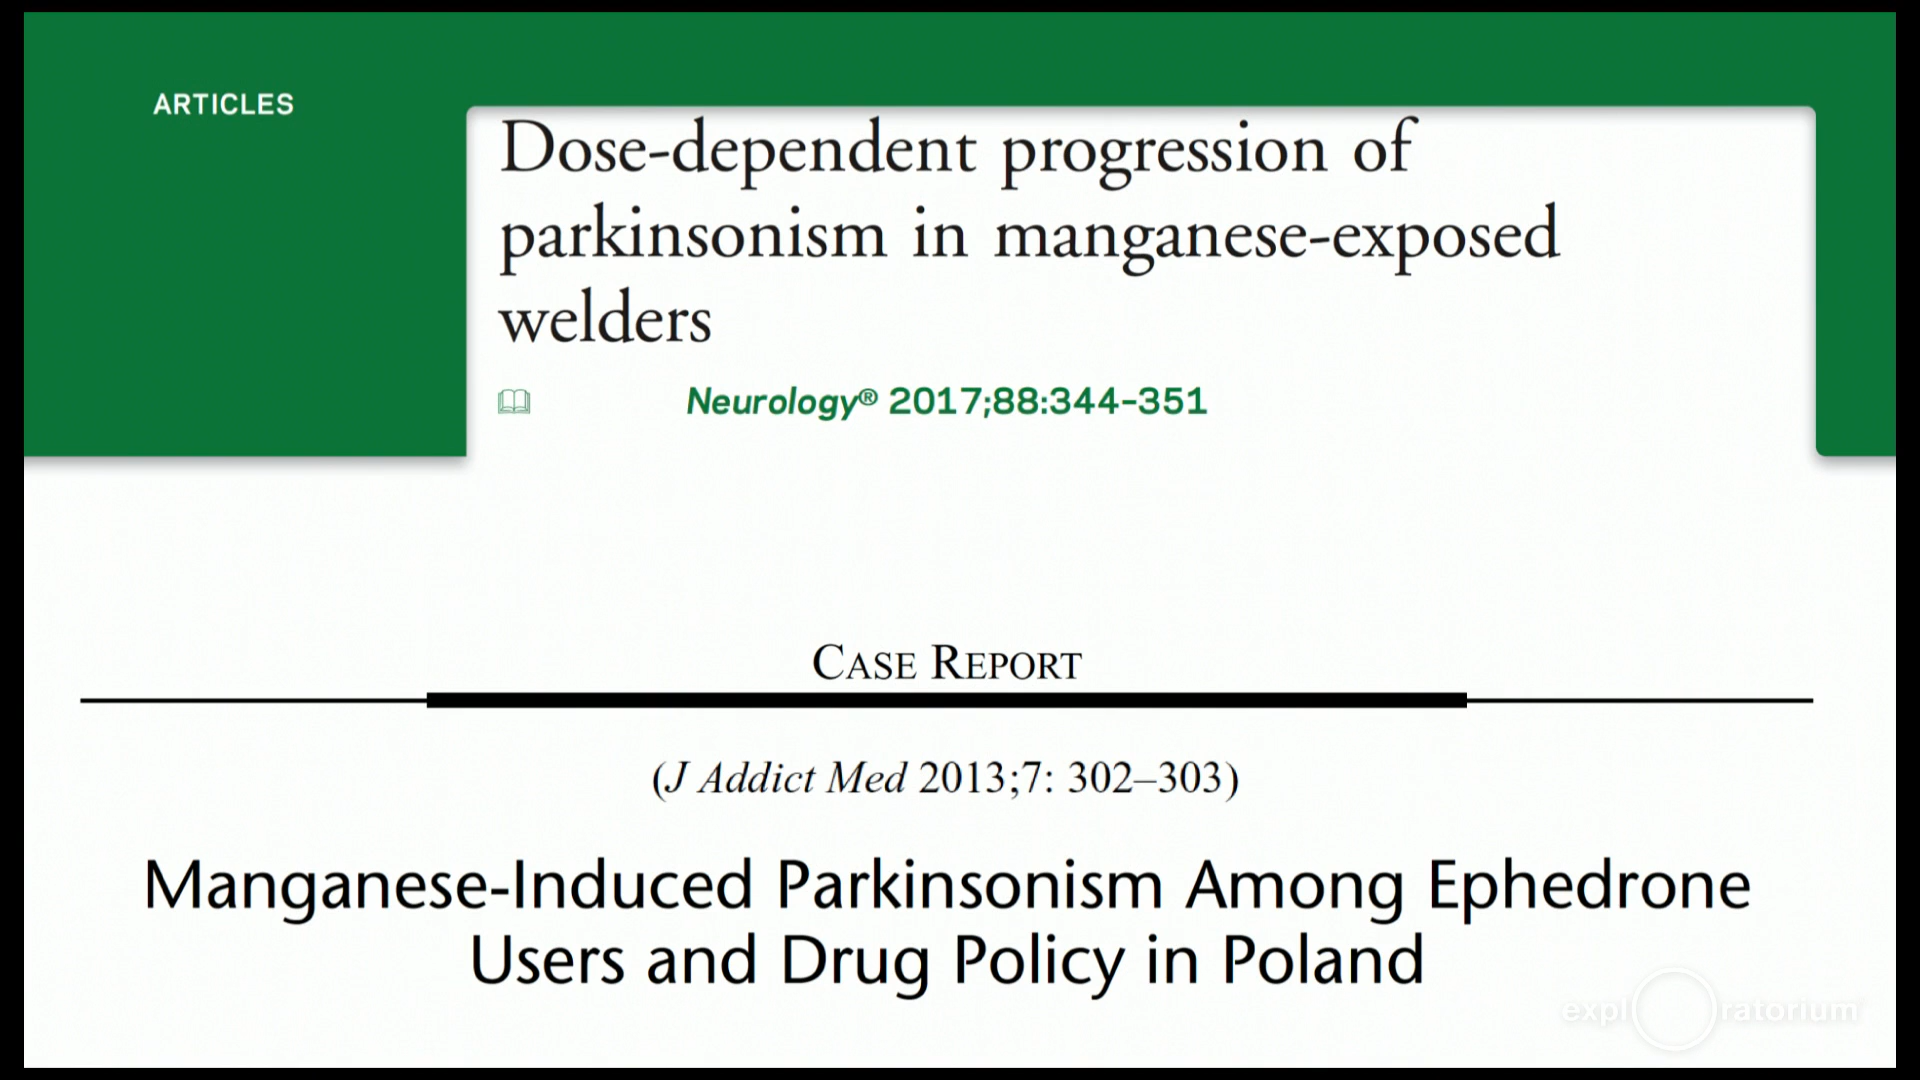 ARTICLES
Dose-dependent progression of
parkinsonism in manganese-exposed
welders
Neurology® 2017;88:344-351
CASE REPORT
(J Addict Med 2013;7: 302–303)
Manganese-Induced Parkinsonism Among Ephedrone
Users and Drug Policy in Poland
exploratorium